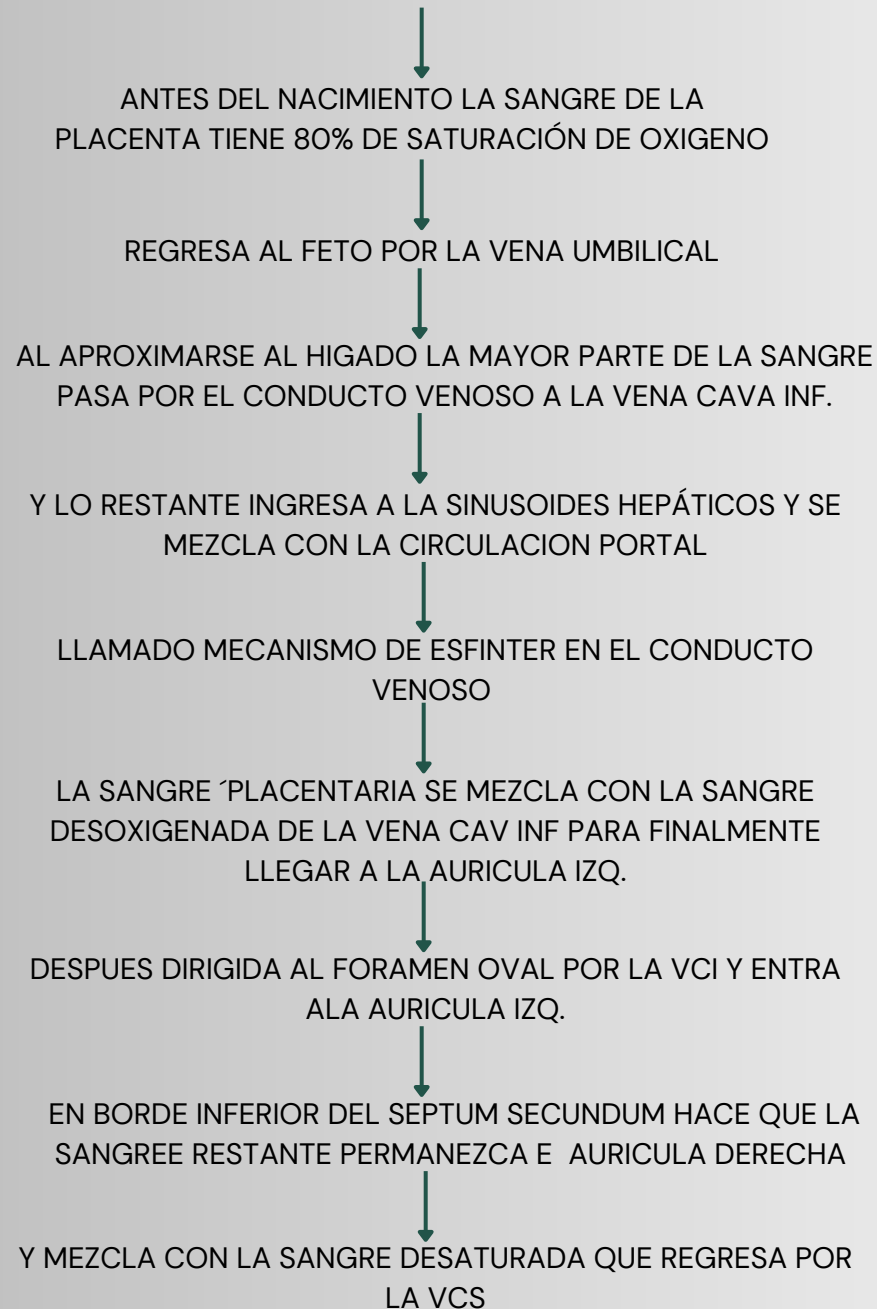 ANTES DEL NACIMIENTO LA SANGRE DE LA
PLACENTA TIENE 80% DE SATURACIÓN DE OXIGENO
REGRESA AL FETO POR LA VENA UMBILICAL
AL APROXIMARSE AL HIGADO LA MAYOR PARTE DE LA SANGRE
PASA POR EL CONDUCTO VENOSO A LA VENA CAVA INF.
Y LO RESTANTE INGRESA A LA SINUSOIDES HEPÁTICOS Y SE
MEZCLA CON LA CIRCULACION PORTAL
LLAMADO MECANISMO DE ESFINTER EN EL CONDUCTO
VENOSO
LA SANGRE ´PLACENTARIA SE MEZCLA CON LA SANGRE
DESOXIGENADA DE LA VENA CAV INF PARA FINALMENTE
LLEGAR A LA AURICULA IZQ.
DESPUES DIRIGIDA AL FORAMEN OVAL POR LA VCI Y ENTRA
ALA AURICULA IZQ.
EN BORDE INFERIOR DEL SEPTUM SECUNDUM HACE QUE LA
SANGREE RESTANTE PERMANEZCA E  AURICULA DERECHA
Y MEZCLA CON LA SANGRE DESATURADA QUE REGRESA POR
LA VCS